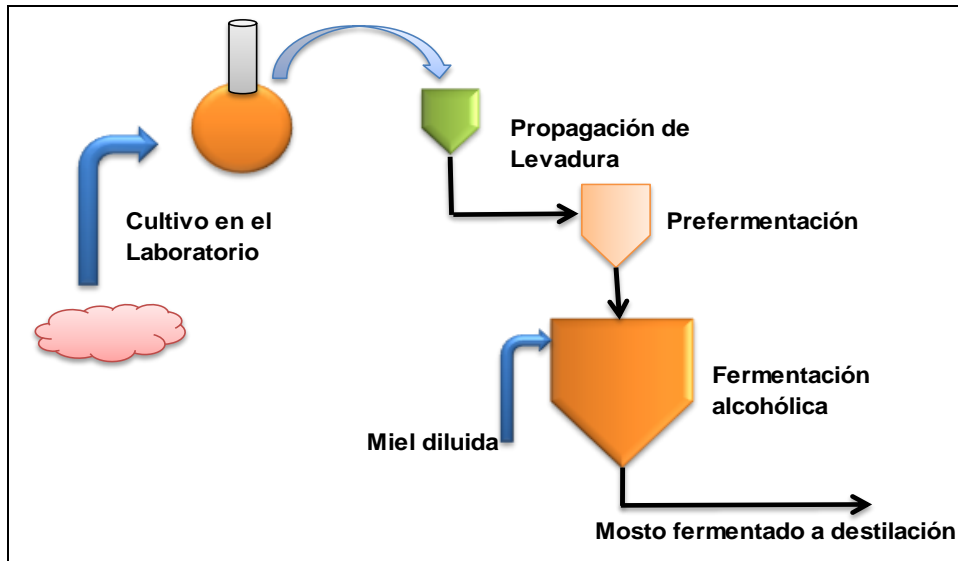 Propagación de
Levadura
Cultivo en el
Laboratorio
Prefermentación
Fermentación
alcohólica
Miel diluida
Mosto fermentado a destilación